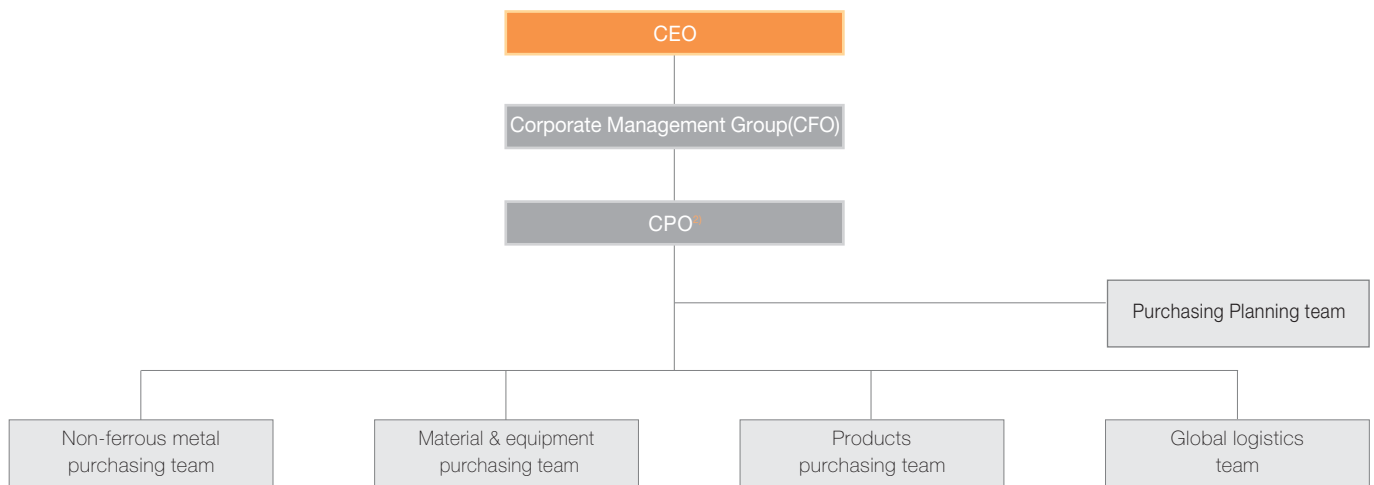 CEO
Corporate Management Group(CFO)
CPO2)
Purchasing Planning team
Non-ferrous metal
purchasing team
Material & equipment
purchasing team
Products
purchasing team
Global logistics
team